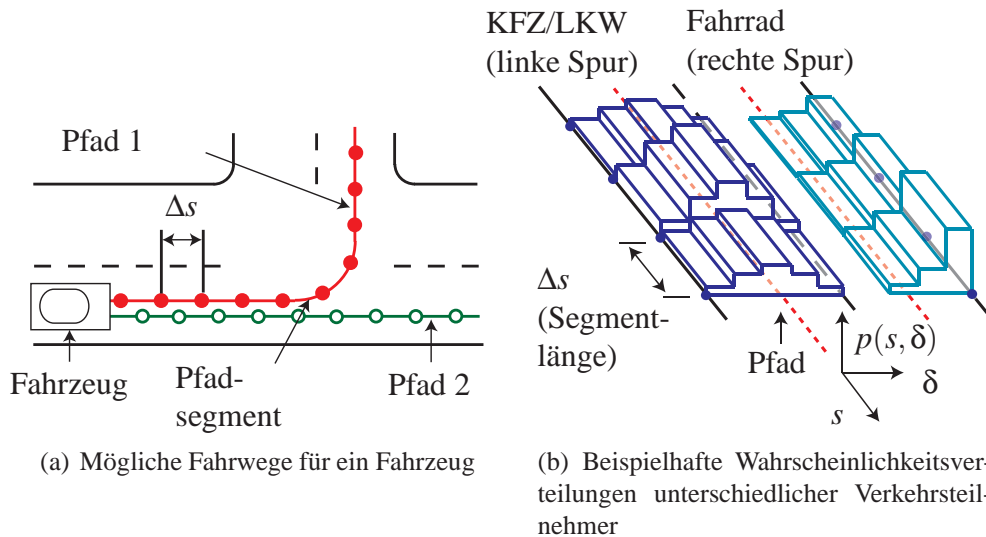 Pfad 1
Δs
Fahrzeug
Pfad-
segment
Pfad 2
(a) Mögliche Fahrwege für ein Fahrzeug
KFZ/LKW
(linke Spur)
Fahrrad
(rechte Spur)
Δs
(Segment-
länge)
Pfad
p(s, δ)
δ
s
(b) Beispielhafte Wahrscheinlichkeitsver-
teilungen unterschiedlicher Verkehrsteil-
nehmer